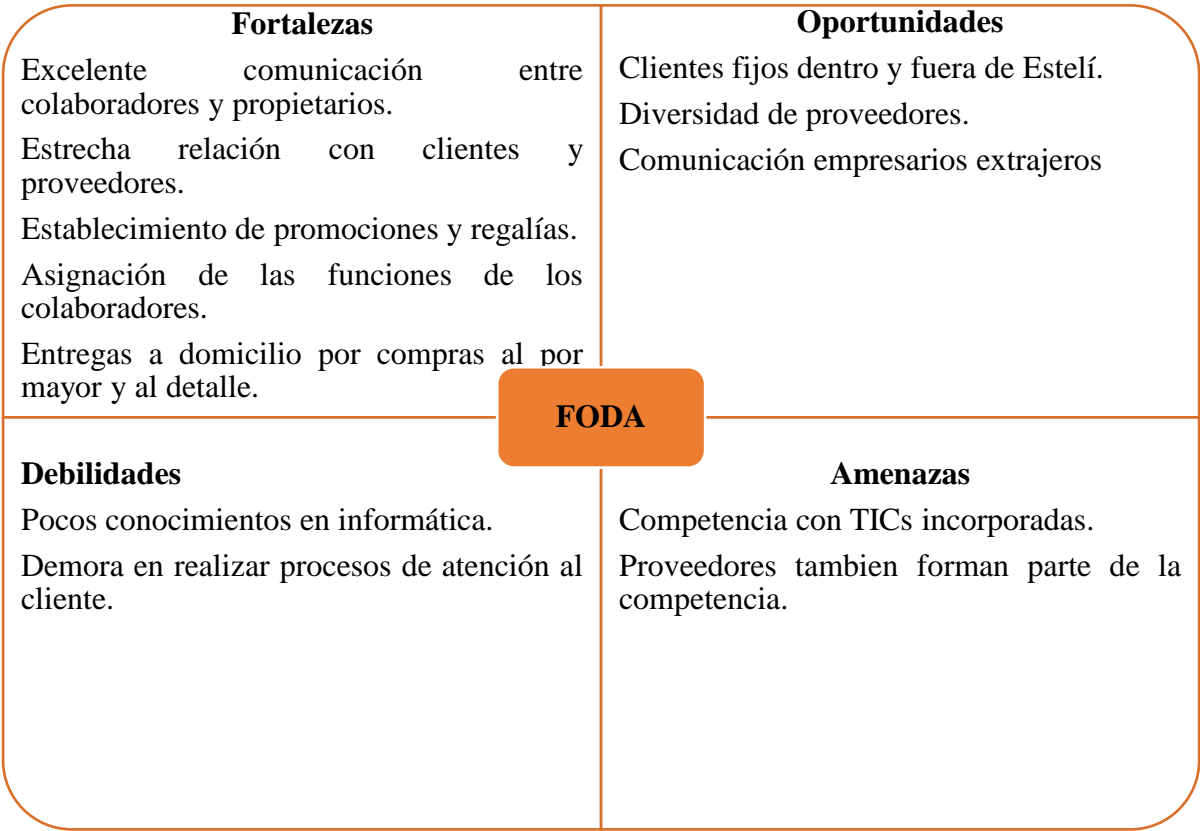 Fortalezas
Excelente comunicación entre
colaboradores y propietarios.
Estrecha relación con clientes y
proveedores.
Establecimiento de promociones y regalías.
Asignación de las funciones de los
colaboradores.
Entregas a domicilio por compras al por
mayor y al detalle.
Oportunidades
Clientes fijos dentro y fuera de Estelí.
Diversidad de proveedores.
Comunicación empresarios extrajeros
FODA
Debilidades
Pocos conocimientos en informática.
Demora en realizar procesos de atención al
cliente.
Amenazas
Competencia con TICs incorporadas.
Proveedores tambien forman parte de la
competencia.